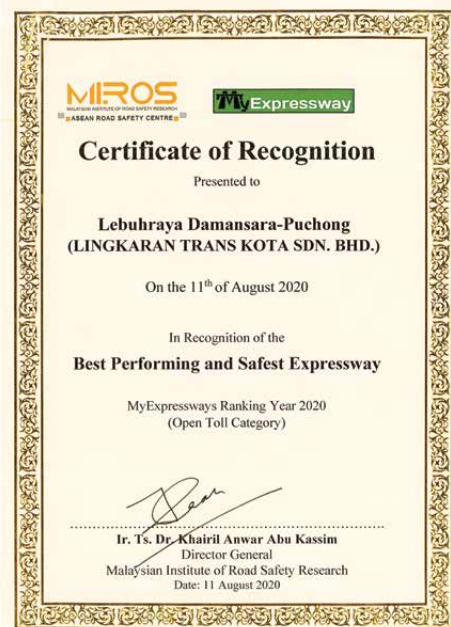 MIROS
MALAYSIAN INSTITUTE OF ROAD SAFETY RESEARCH
ASEAN ROAD SAFETY CENTRE
MyExpressway
Certificate of Recognition
Presented to
Lebuhraya Damansara-Puchong
(LINGKARAN TRANS KOTA SDN. BHD.)
On the 11th of August 2020
In Recognition of the
Best Performing and Safest Expressway
MyExpressways Ranking Year 2020
(Open Toll Category)
Ir. Ts. Dr. Khairil Anwar Abu Kassim
Director General
Malaysian Institute of Road Safety Research
Date: 11 August 2020